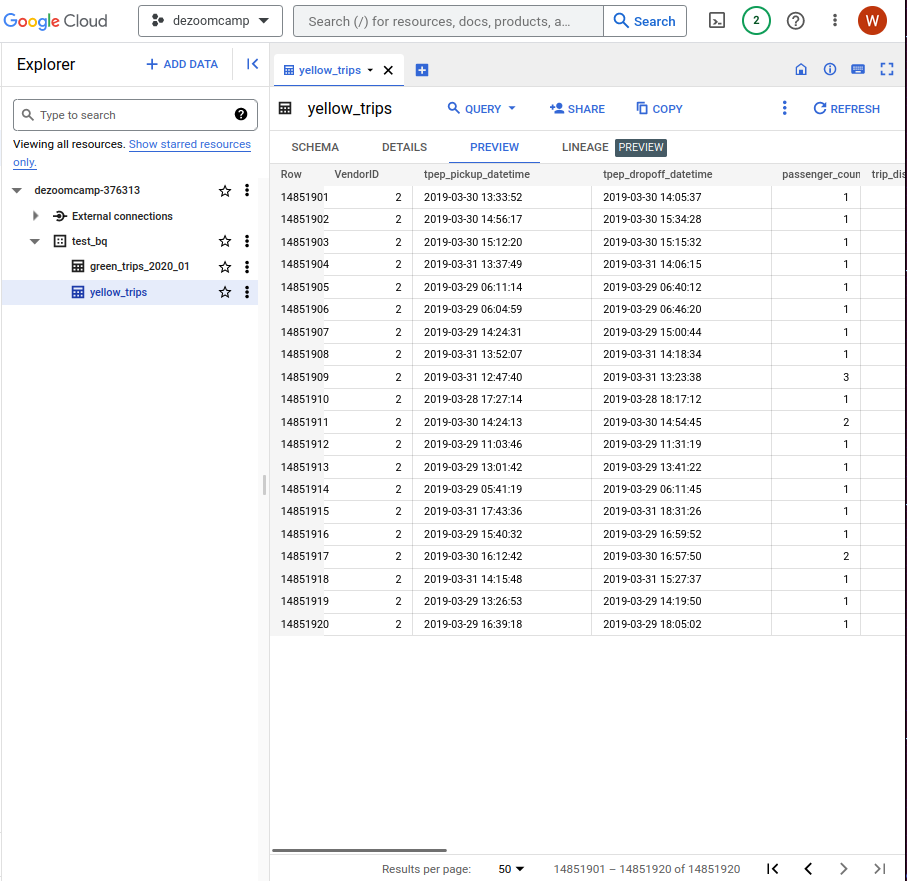 Google Cloud dezoomcamp Search (/) for resources, docs, products, a... Search 2 W
Explorer ADD DATA
yellow_trips
yellow_trips QUERY SHARE COPY REFRESH
Type to search
Viewing all resources. Show starred resources only.
dezoomcamp-376313
External connections
test_bq
green_trips_2020_01
yellow_trips
SCHEMA DETAILS PREVIEW LINEAGE PREVIEW
Row VendorID tpep_pickup_datetime tpep_dropoff_datetime passenger_coun trip_dis
14851901 2 2019-03-30 13:33:52 2019-03-30 14:05:37 1
14851902 2 2019-03-30 14:56:17 2019-03-30 15:34:28 1
14851903 2 2019-03-30 15:12:20 2019-03-30 15:15:32 1
14851904 2 2019-03-31 13:37:49 2019-03-31 14:06:15 1
14851905 2 2019-03-29 06:11:14 2019-03-29 06:40:12 1
14851906 2 2019-03-29 06:04:59 2019-03-29 06:46:20 1
14851907 2 2019-03-29 14:24:31 2019-03-29 15:00:44 1
14851908 2 2019-03-31 13:52:07 2019-03-31 14:18:34 1
14851909 2 2019-03-31 12:47:40 2019-03-31 13:23:38 3
14851910 2 2019-03-28 17:27:14 2019-03-28 18:17:12 1
14851911 2 2019-03-30 14:24:13 2019-03-30 14:54:45 2
14851912 2 2019-03-29 11:03:46 2019-03-29 11:31:19 1
14851913 2 2019-03-29 13:01:42 2019-03-29 13:41:22 1
14851914 2 2019-03-29 05:41:19 2019-03-29 06:11:45 1
14851915 2 2019-03-31 17:43:36 2019-03-31 18:31:26 1
14851916 2 2019-03-29 15:40:32 2019-03-29 16:59:52 1
14851917 2 2019-03-30 16:12:42 2019-03-30 16:57:50 2
14851918 2 2019-03-31 14:15:48 2019-03-31 15:27:37 1
14851919 2 2019-03-29 13:26:53 2019-03-29 14:19:50 1
14851920 2 2019-03-29 16:39:18 2019-03-29 18:05:02 1
Results per page: 50 14851901 – 14851920 of 14851920